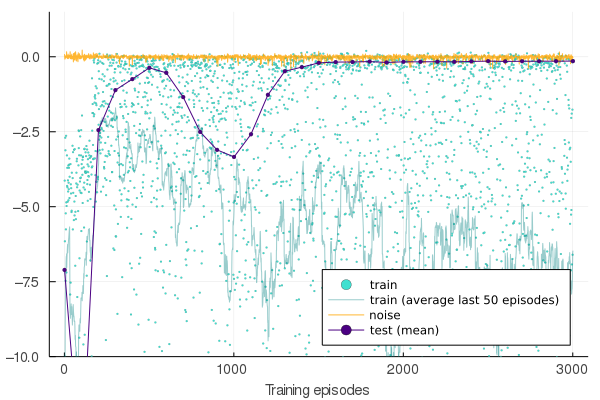 0.0
−2.5
−5.0
−7.5
−10.0
train
train (average last 50 episodes)
noise
test (mean)
0 1000 2000 3000
Training episodes